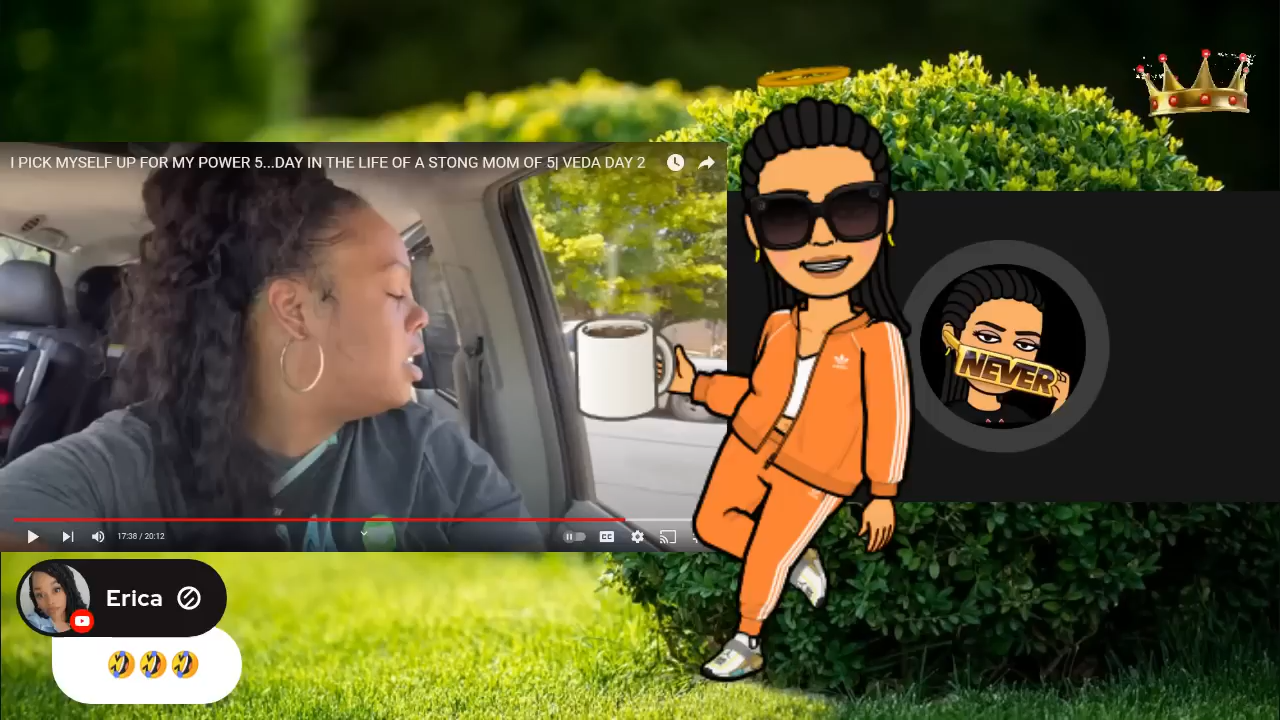 I PICK MYSELF UP FOR MY POWER 5...DAY IN THE LIFE OF A STONG MOM OF 5| VEDA DAY 2
NEVER
17:38 / 20:12
CC
Erica